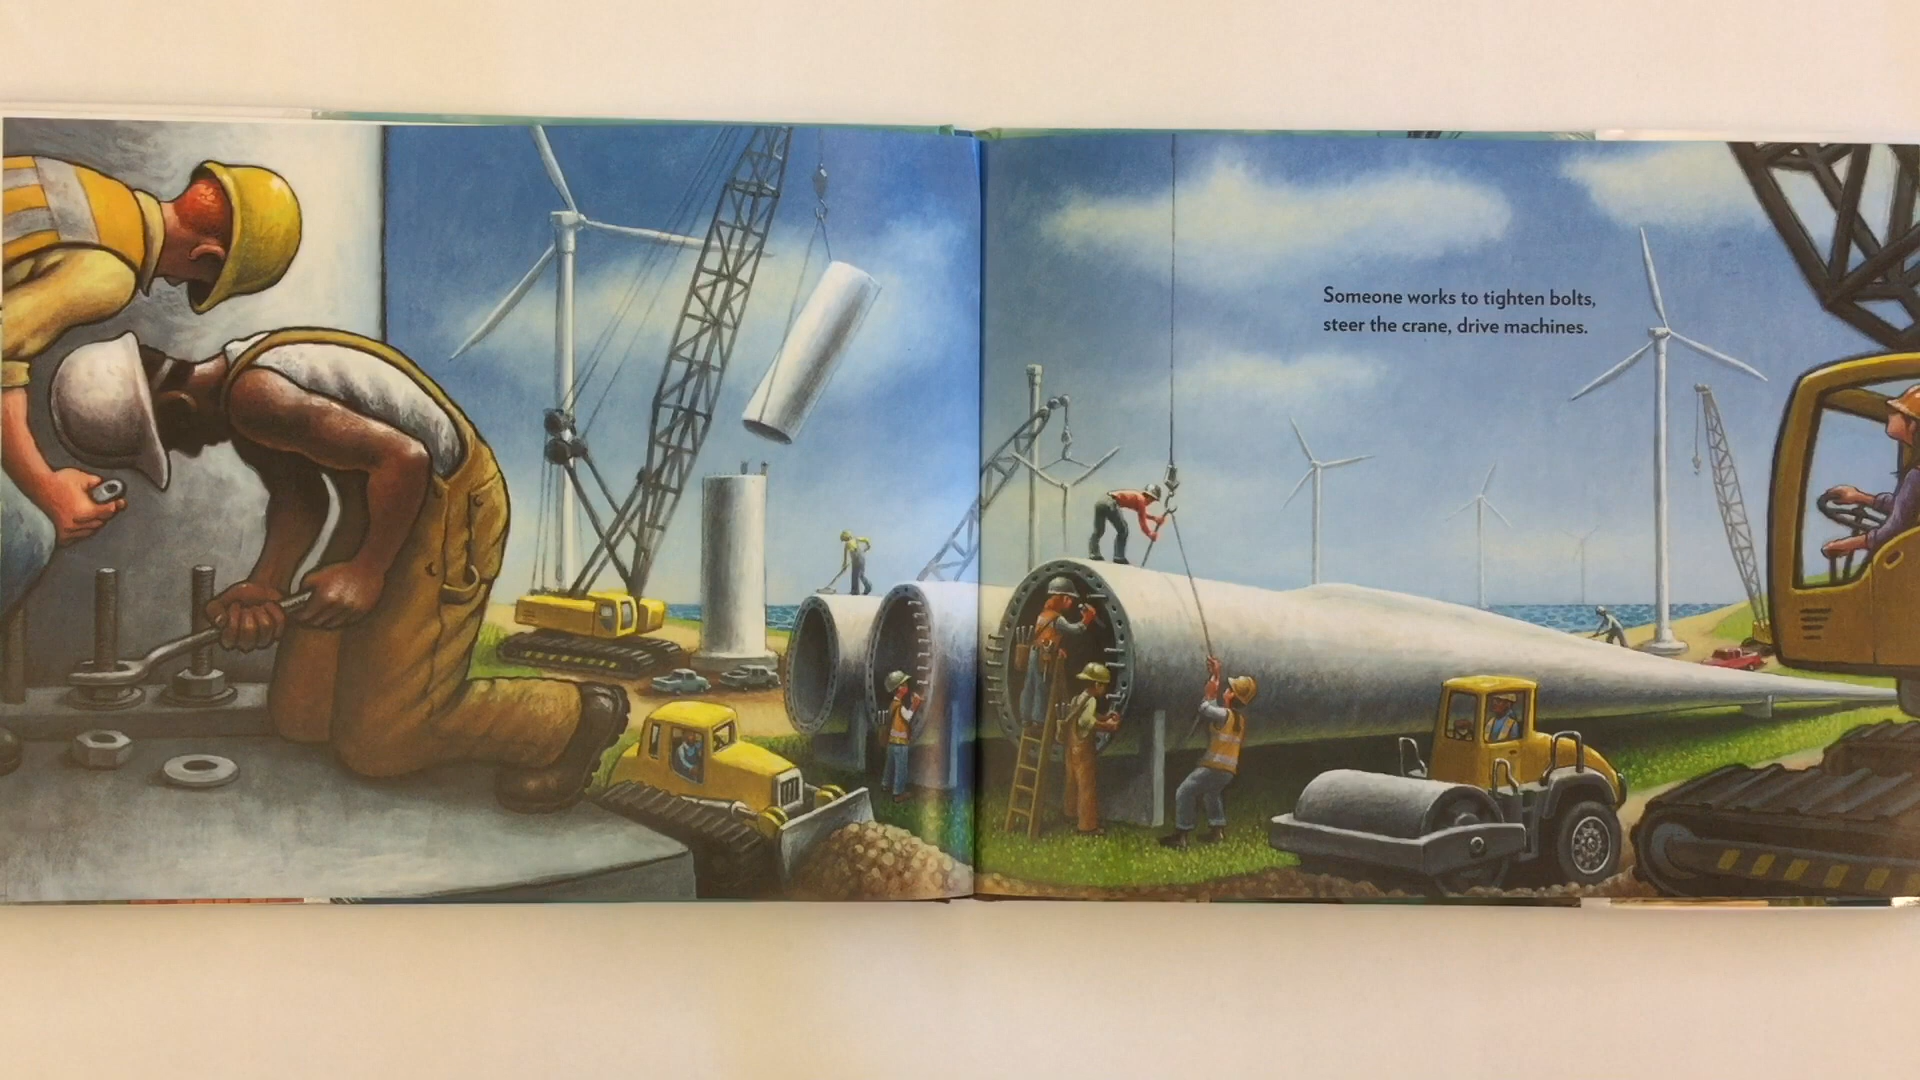 Someone works to tighten bolts,
steer the crane, drive machines.